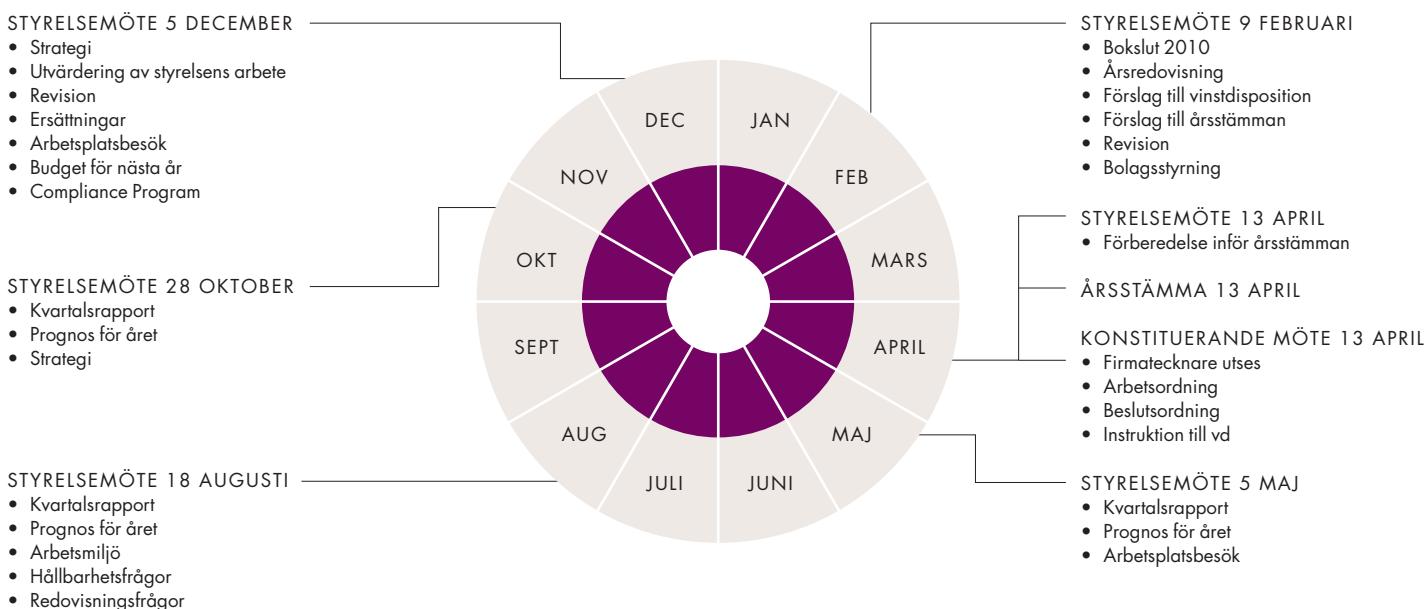 STYRELSEMÖTE 5 DECEMBER
• Strategi
• Utvärdering av styrelsens arbete
• Revision
• Ersättningar
• Arbetsplatsbesök
• Budget för nästa år
• Compliance Program
STYRELSEMÖTE 28 OKTOBER
• Kvartalsrapport
• Prognos för året
• Strategi
STYRELSEMÖTE 18 AUGUSTI
• Kvartalsrapport
• Prognos för året
• Arbetsmiljö
• Hållbarhetsfrågor
• Redovisningsfrågor
JAN
FEB
MARS
APRIL
MAJ
JUNI
JULI
AUG
SEPT
OKT
NOV
DEC
STYRELSEMÖTE 9 FEBRUARI
• Bokslut 2010
• Årsredovisning
• Förslag till vinstdisposition
• Förslag till årsstämman
• Revision
• Bolagsstyrning
STYRELSEMÖTE 13 APRIL
• Förberedelse inför årsstämman
ÅRSSTÄMMA 13 APRIL
KONSTITUERANDE MÖTE 13 APRIL
• Firmatecknare utses
• Arbetsordning
• Beslutsordning
• Instruktion till vd
STYRELSEMÖTE 5 MAJ
• Kvartalsrapport
• Prognos för året
• Arbetsplatsbesök